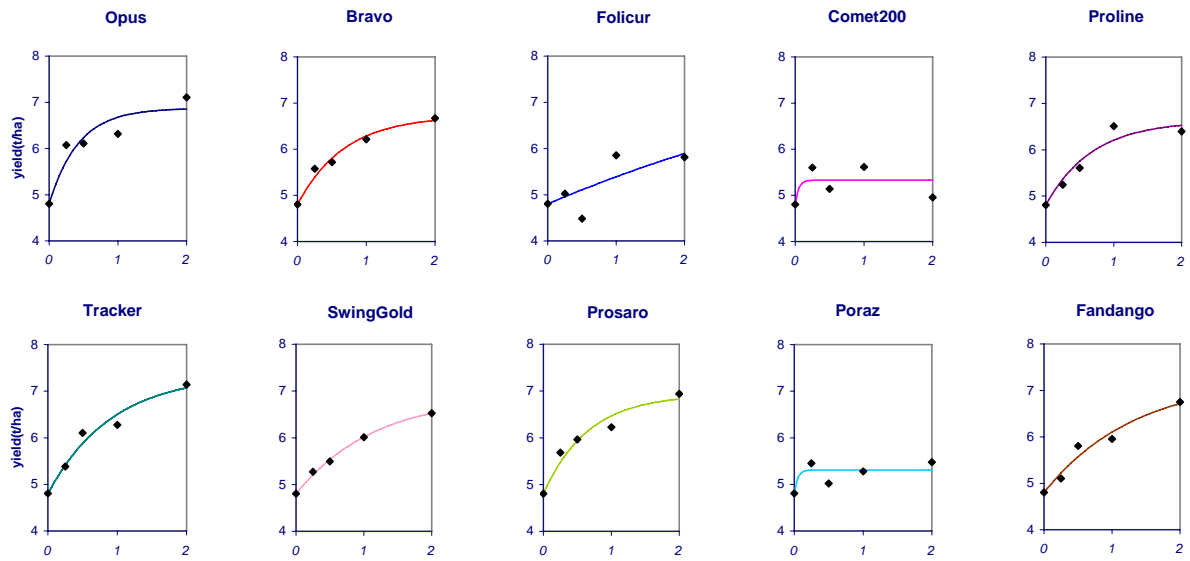 Opus
Bravo
Folicur
Comet200
Proline
8
7
6
5
4
yield(t/ha)
0 1 2
8
7
6
5
4
0 1 2
8
7
6
5
4
0 1 2
8
7
6
5
4
0 1 2
8
7
6
5
4
0 1 2
Tracker
SwingGold
Prosaro
Poraz
Fandango
8
7
6
5
4
yield(t/ha)
0 1 2
8
7
6
5
4
0 1 2
8
7
6
5
4
0 1 2
8
7
6
5
4
0 1 2
8
7
6
5
4
0 1 2